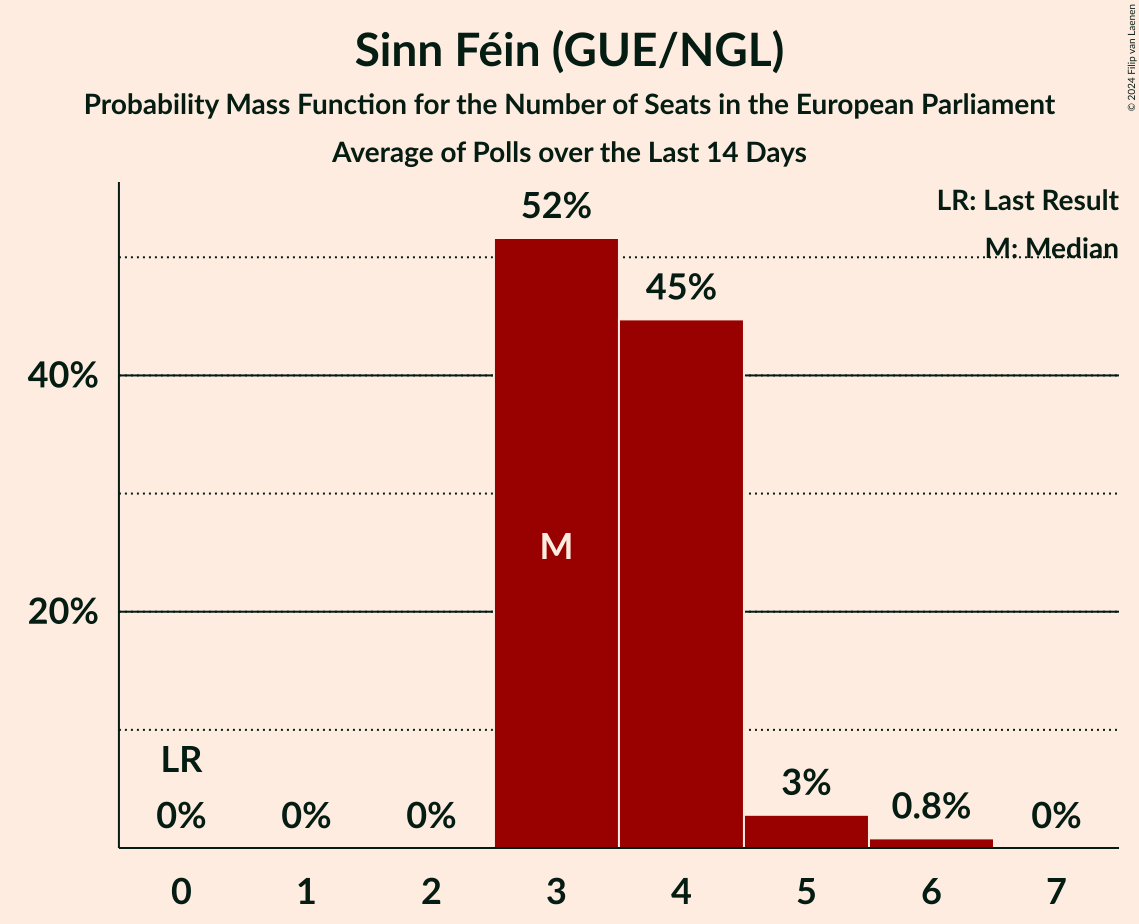 Sinn Féin (GUE/NGL)
Probability Mass Function for the Number of Seats in the European Parliament
Average of Polls over the Last 14 Days
© 2024 Filip van Laenen
LR: Last Result
M: Median
52%
45%
40%
M
20%
LR
0%
0%
0%
3%
0.8%
0%
0
1
2
3
4
5
6
7